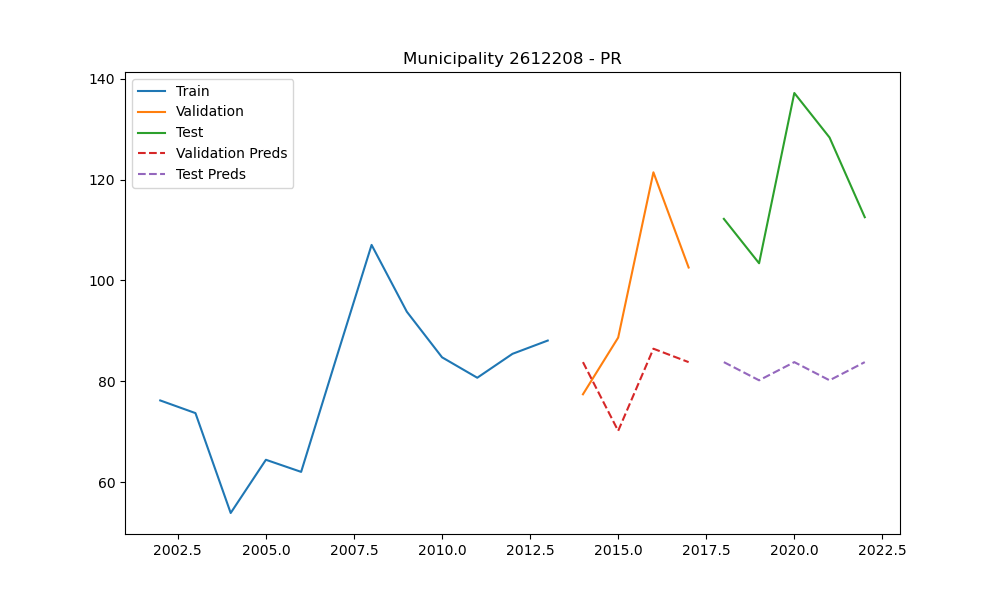 Municipality 2612208 - PR
140
120
100
80
60
Train
Validation
Test
Validation Preds
Test Preds
2002.5 2005.0 2007.5 2010.0 2012.5 2015.0 2017.5 2020.0 2022.5